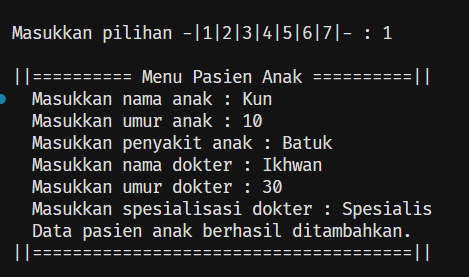 Masukkan pilihan -|1|2|3|4|5|6|7|- : 1
||========== Menu Pasien Anak ==========||
Masukkan nama anak : Kun
Masukkan umur anak : 10
Masukkan penyakit anak : Batuk
Masukkan nama dokter : Ikhwan
Masukkan umur dokter : 30
Masukkan spesialisasi dokter : Spesialis
Data pasien anak berhasil ditambahkan.
||======================================||